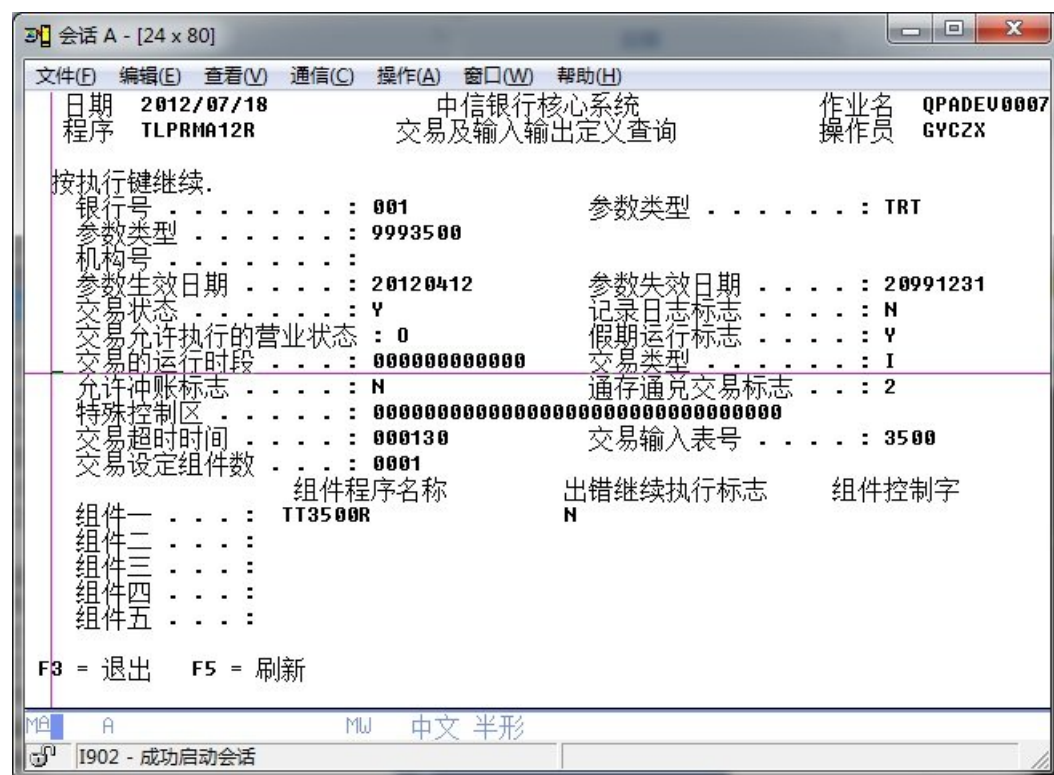 会话 A - [24 x 80]
文件(F) 编辑(E) 查看(V) 通信(C) 操作(A) 窗口(W) 帮助(H)
日期 2012/07/18 中信银行核心系统 作业名 QPADEV0007
程序 TLPRMA12R 交易及输入输出定义查询 操作员 GYCZX
按执行键继续.
银行号 . . . . . . . : 001 参数类型 . . . . . . : TRT
参数类型 . . . . . . : 9993500
机构号 . . . . . . . :
参数生效日期 . . . . : 20120412 参数失效日期 . . . . : 20991231
交易状态 . . . . . . : Y 记录日志标志 . . . . : N
交易允许执行的营业状态 : O 假期运行标志 . . . . : Y
交易的运行时段 . . . : 000000000000 交易类型 . . . . . . : I
允许冲账标志 . . . . : N 通存通兑交易标志 . . : 2
特殊控制区 . . . . . : 00000000000000000000000000000000
交易超时时间 . . . . : 000130 交易输入表号 . . . . : 3500
交易设定组件数 . . . : 0001
组件程序名称 出错继续执行标志 组件控制字
组件一 . . . : TT3500R N
组件二 . . . :
组件三 . . . :
组件四 . . . :
组件五 . . . :
F3 = 退出 F5 = 刷新
MA A MW 中文 半形
I902 - 成功启动会话